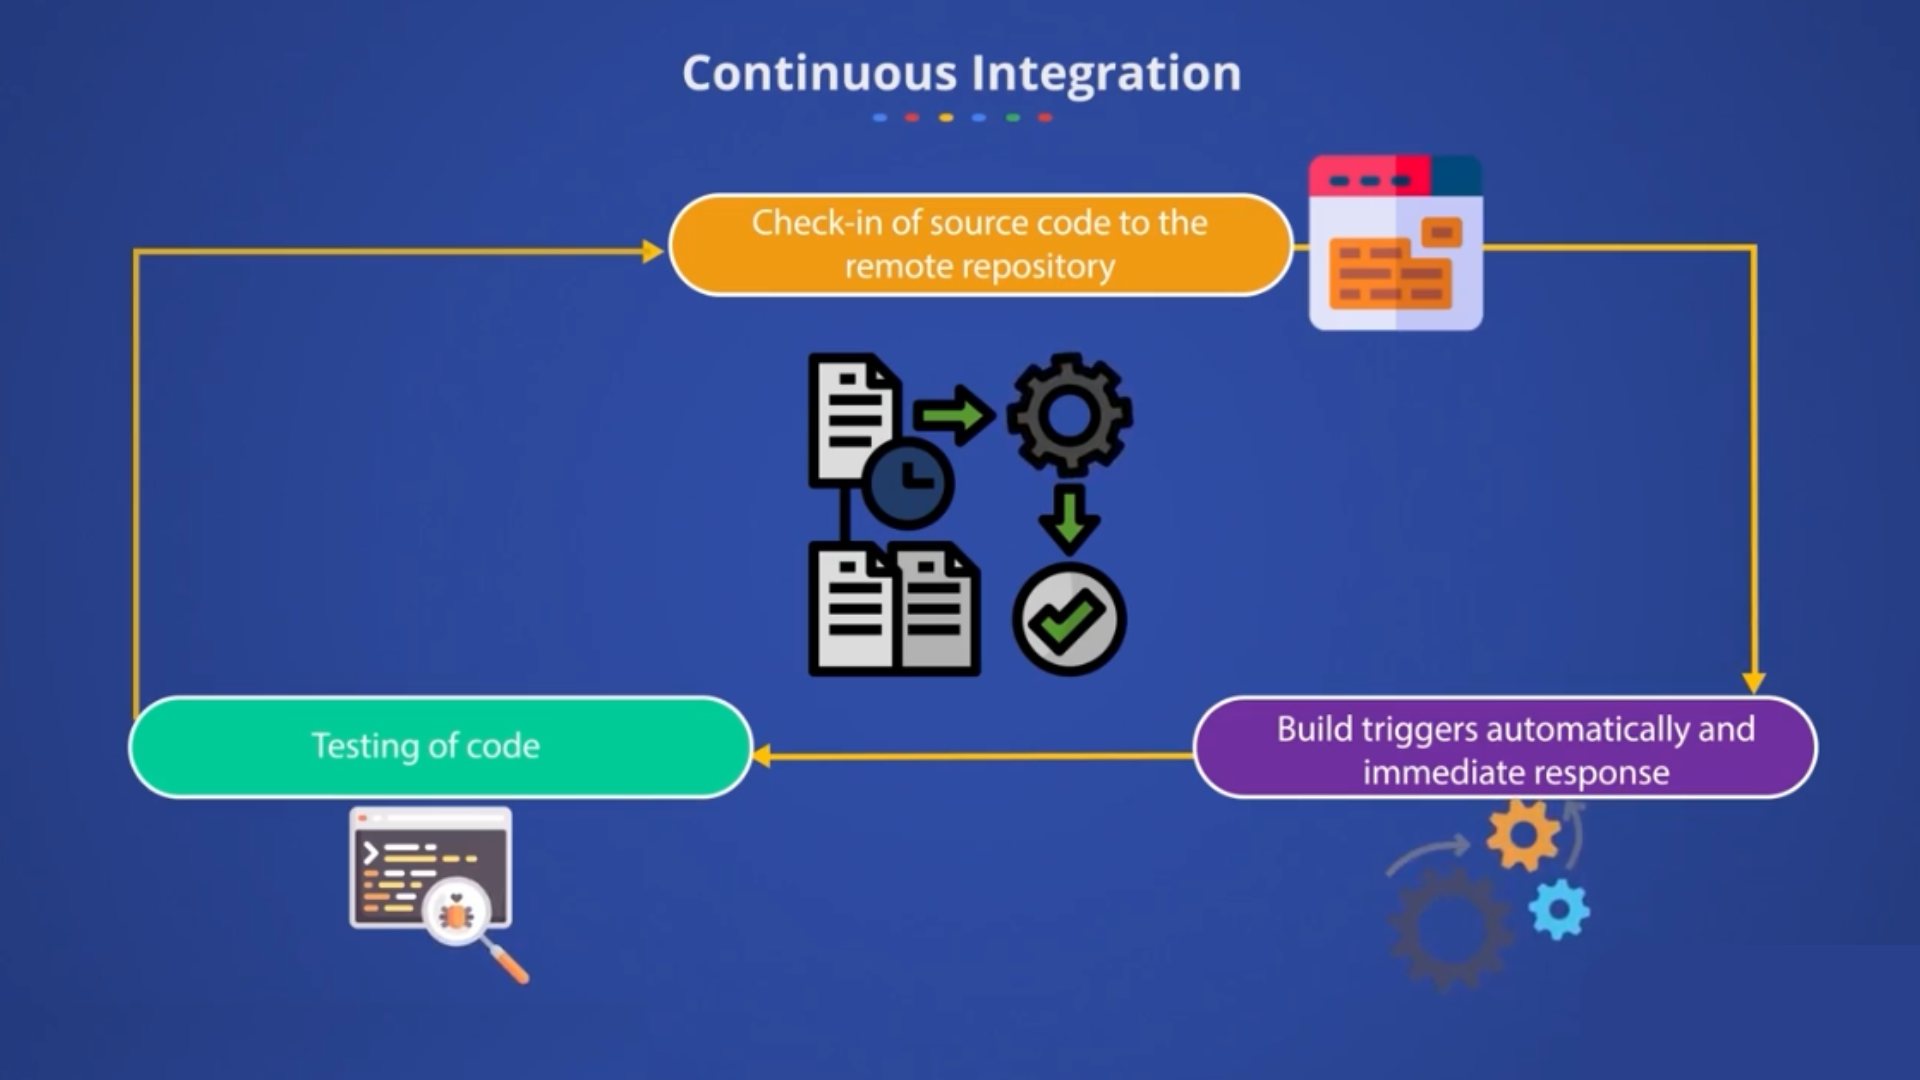 Continuous Integration
Check-in of source code to the
remote repository
Testing of code
Build triggers automatically and
immediate response